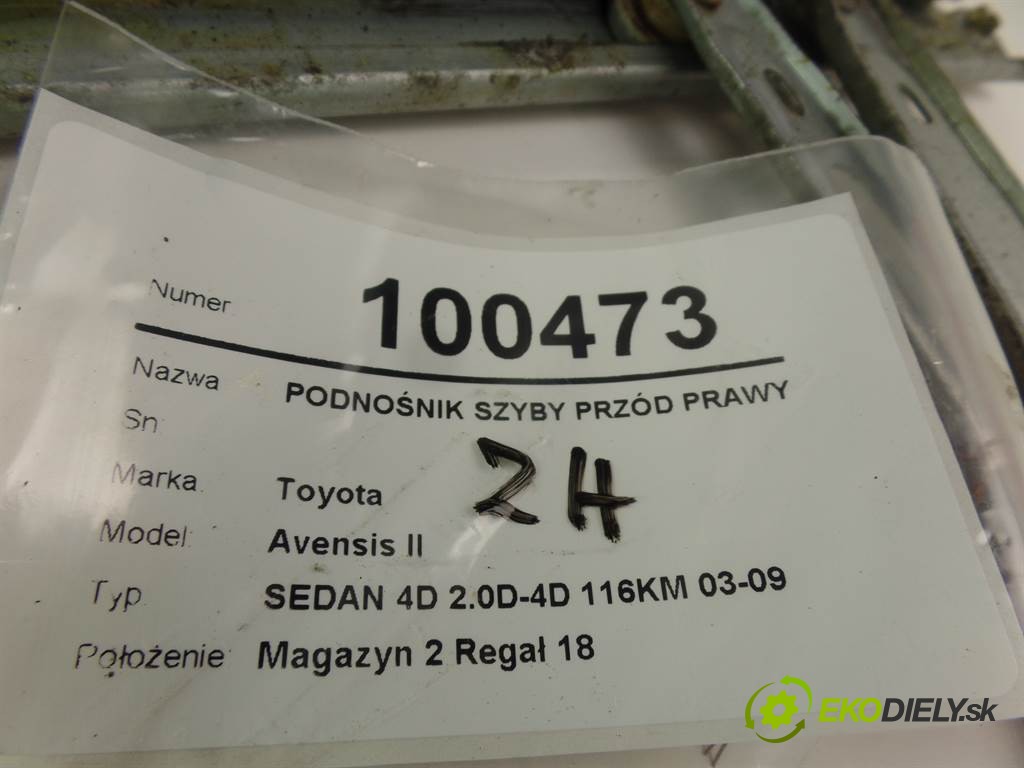 Numer 100473
Nazwa PODNOŚNIK SZYBY PRZÓD PRAWY
Sn:
Marka: Toyota
ZH
Model: Avensis II
Typ: SEDAN 4D 2.0D-4D 116KM 03-09
Położenie: Magazyn 2 Regał 18
EKODIELY.sk